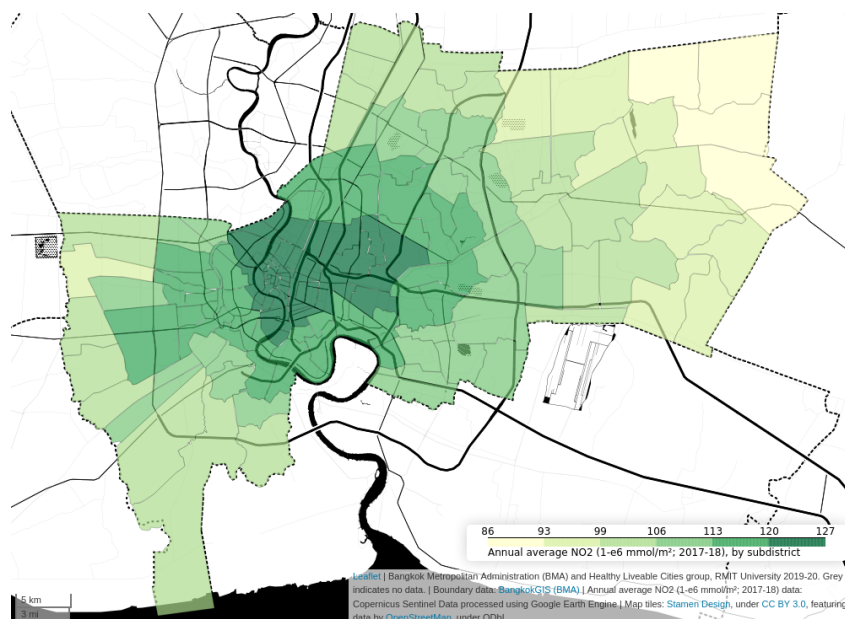 86 93 99 106 113 120 127
Annual average NO2 (1-e6 mmol/m²; 2017-18), by subdistrict
5 km
3 mi
Leaflet | Bangkok Metropolitan Administration (BMA) and Healthy Liveable Cities group, RMIT University 2019-20. Grey
indicates no data. | Boundary data: BangkokGIS (BMA) | Annual average NO2 (1-e6 mmol/m²; 2017-18) data:
Copernicus Sentinel Data processed using Google Earth Engine | Map tiles: Stamen Design, under CC BY 3.0, featuring
data by OpenStreetMap, under ODbL